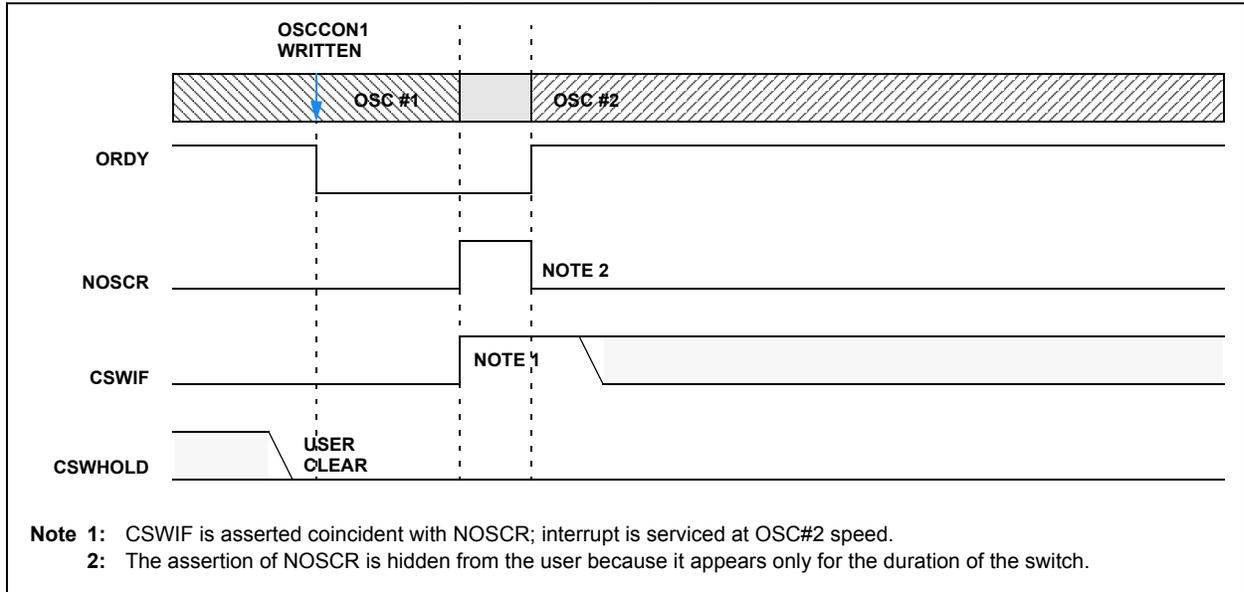 OSCCON1
WRITTEN
OSC #1
OSC #2
ORDY
NOSCR
NOTE 2
CSWIF
NOTE 1
CSWHOLD
USER
CLEAR
Note 1: CSWIF is asserted coincident with NOSCR; interrupt is serviced at OSC#2 speed.
2: The assertion of NOSCR is hidden from the user because it appears only for the duration of the switch.